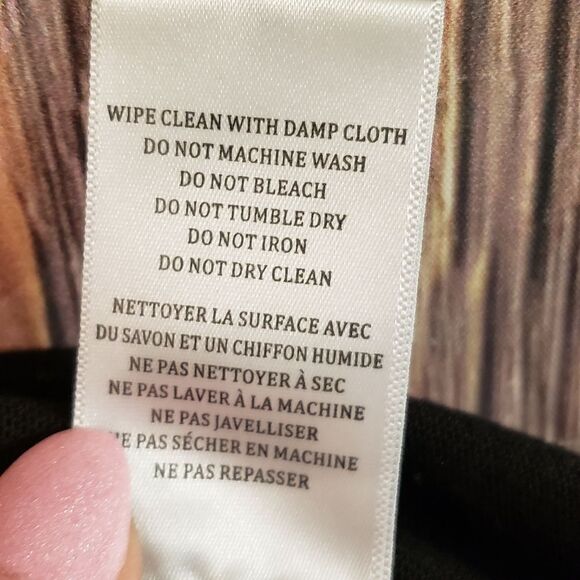 WIPE CLEAN WITH DAMP CLOTH
DO NOT MACHINE WASH
DO NOT BLEACH
DO NOT TUMBLE DRY
DO NOT IRON
DO NOT DRY CLEAN
NETTOYER LA SURFACE AVEC
DU SAVON ET UN CHIFFON HUMIDE
NE PAS NETTOYER À SEC
NE PAS LAVER À LA MACHINE
NE PAS JAVELLISER
NE PAS SÉCHER EN MACHINE
NE PAS REPASSER